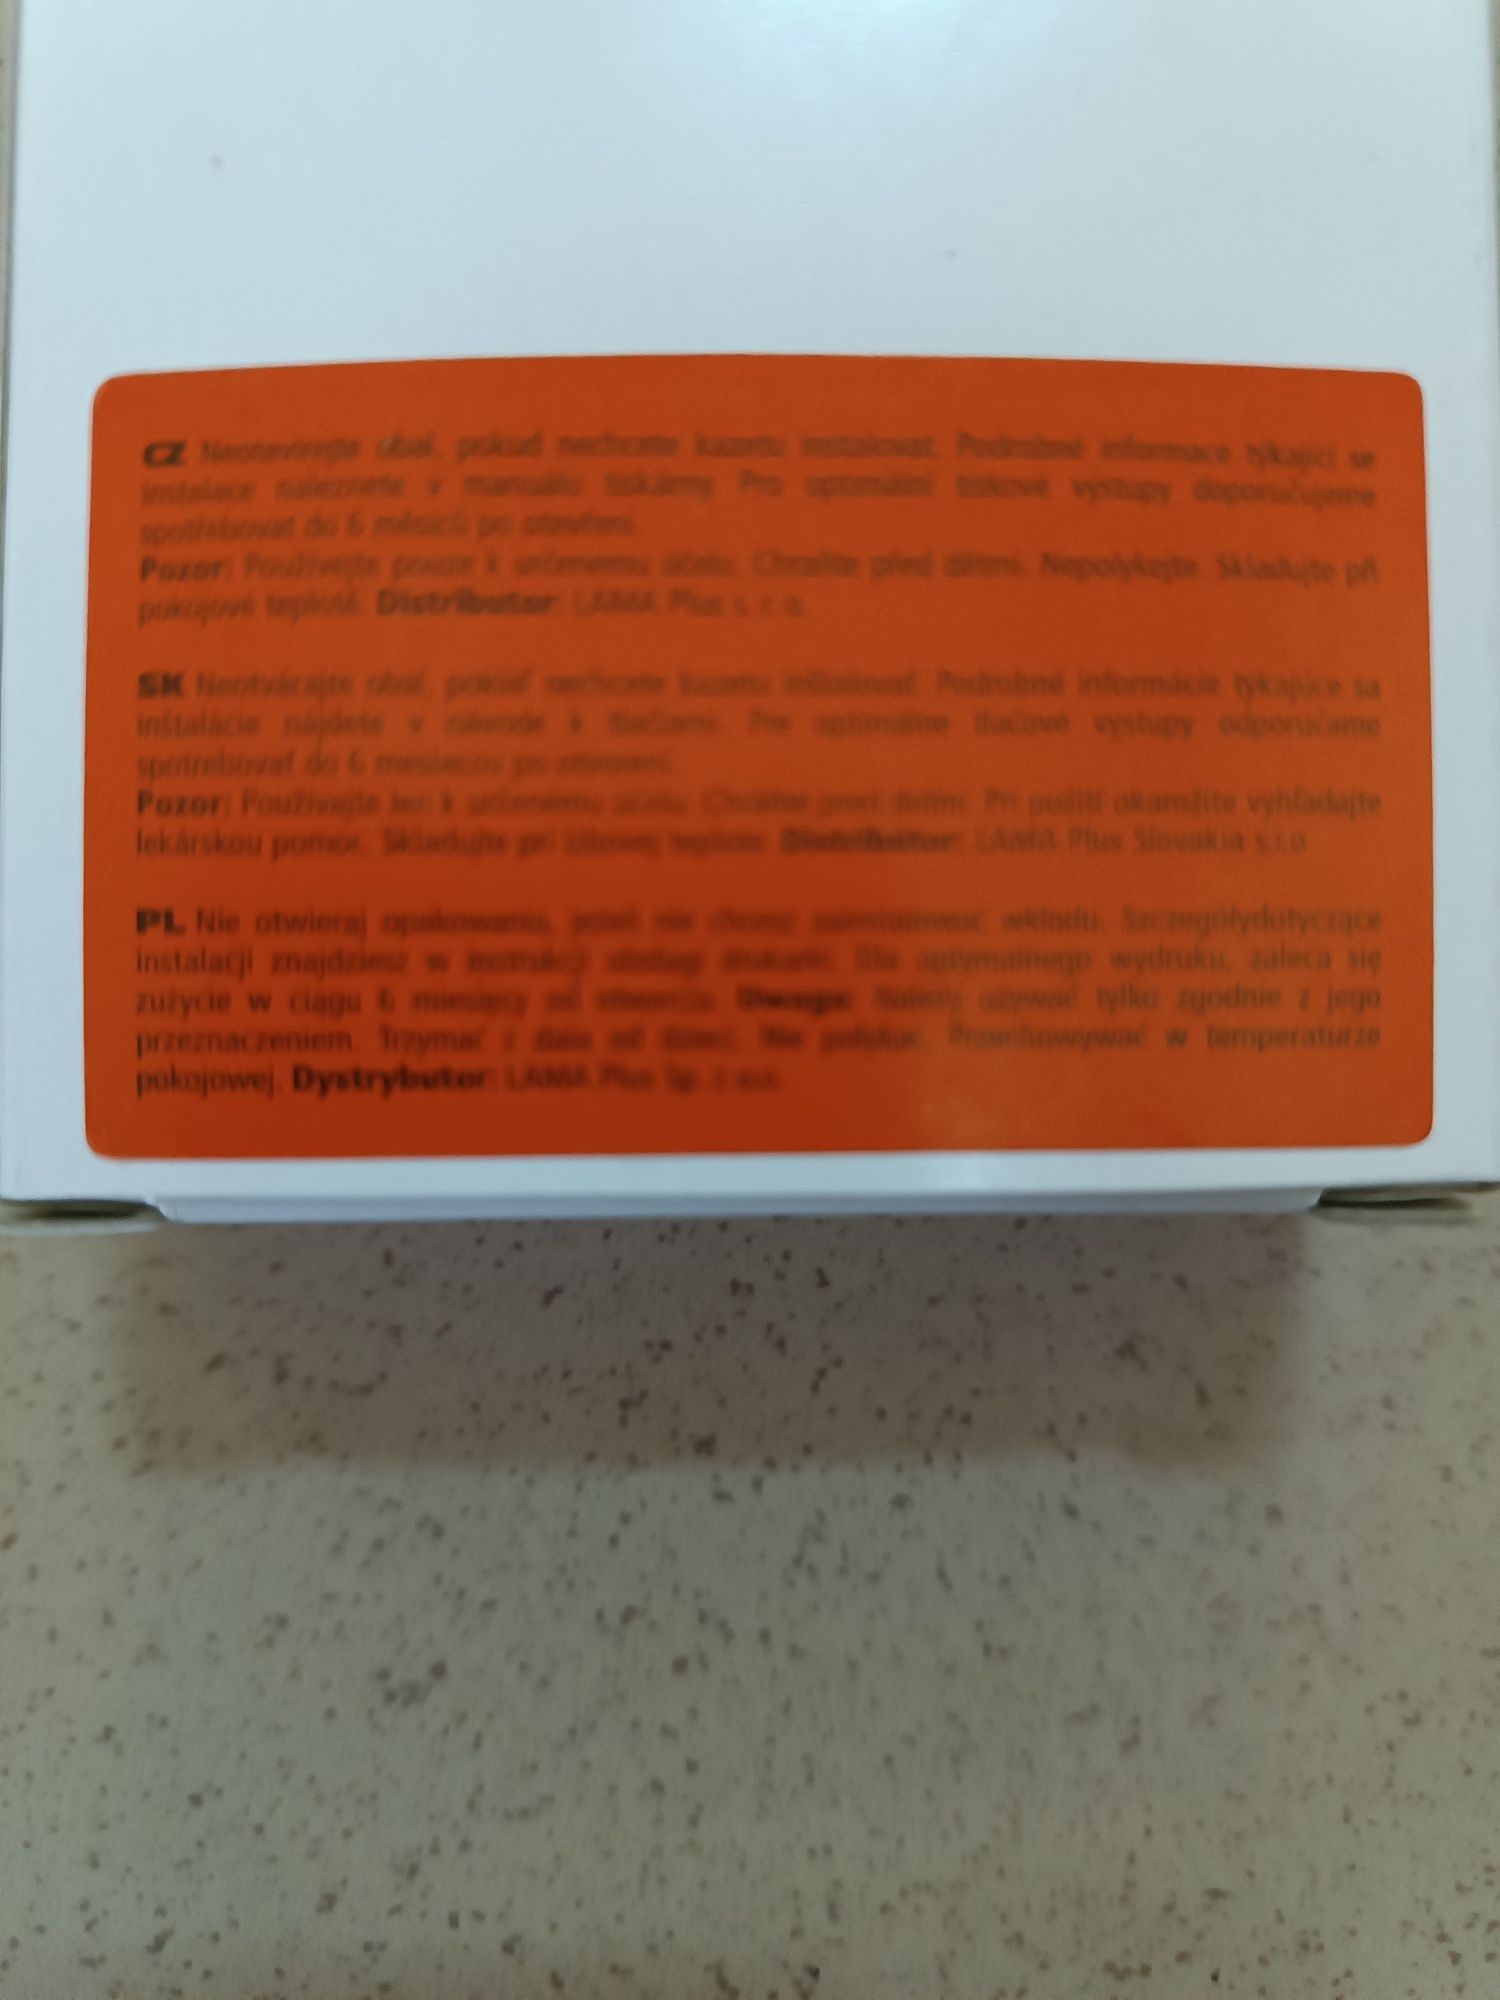 CZ Neotevírejte obal, pokud nechcete kazetu instalovat. Podrobné informace týkající se
instalace naleznete v manuálu tiskárny. Pro optimální tiskové výstupy doporučujeme
spotřebovat do 6 měsíců po otevření.
Pozor: Používejte pouze k určenému účelu. Chraňte před dětmi. Nepolykejte. Skladujte při
pokojové teplotě. Distributor: LAMA Plus s. r. o.
SK Neotvárajte obal, pokiaľ nechcete kazetu inštalovať. Podrobné informácie týkajúce sa
inštalácie nájdete v návode k tlačiarni. Pre optimálne tlačové výstupy odporúčame
spotrebovať do 6 mesiacov po otvorení.
Pozor: Používajte len k určenému účelu. Chráňte pred deťmi. Pri požití okamžite vyhľadajte
lekársku pomoc. Skladujte pri izbovej teplote. Distribútor: LAMA Plus Slovakia s.r.o
PL Nie otwieraj opakowania, jeżeli nie chcesz zainstalować wkładu. Szczegółydotyczące
instalacji znajdziesz w instrukcji obsługi drukarki. Dla optymalnego wydruku, zaleca się
zużycie w ciągu 6 miesięcy od otwarcia. Uwaga: Należy używać tylko zgodnie z jego
przeznaczeniem. Trzymać z dala od dzieci. Nie połykać. Przechowywać w temperaturze
pokojowej. Dystrybutor: LAMA Plus Sp. z o.o.